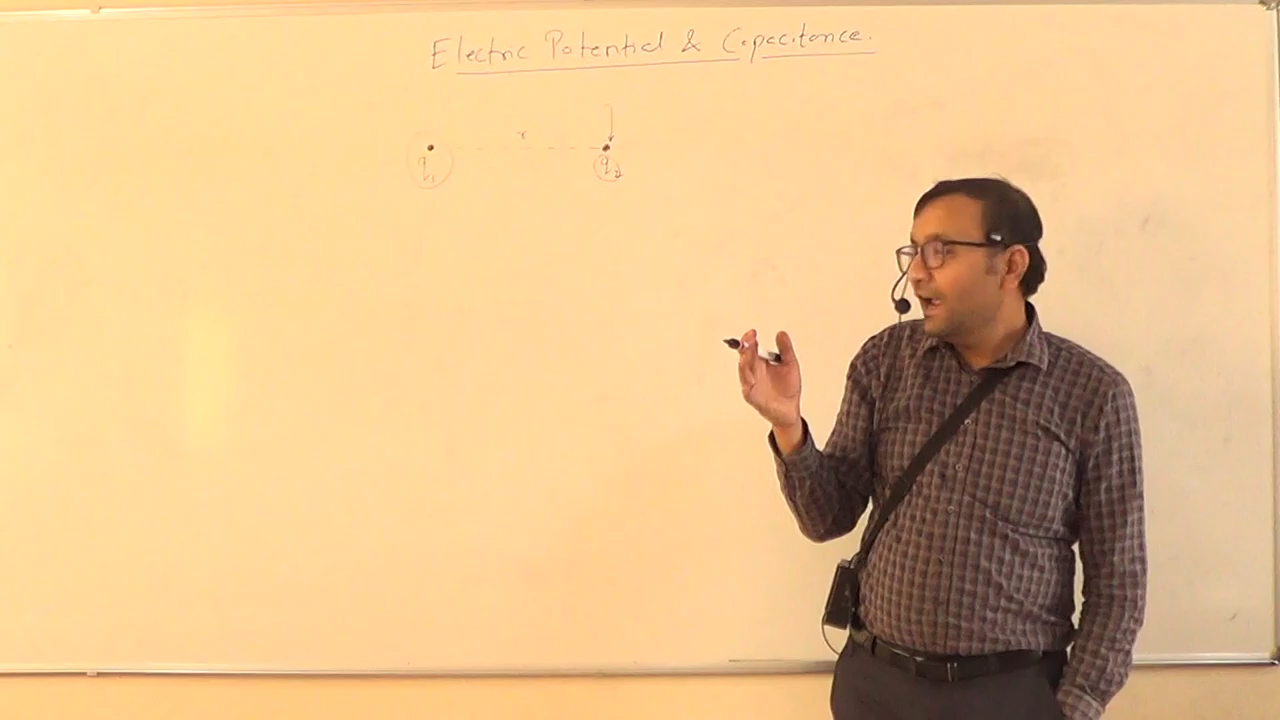 Electric Potential & Capacitance.
r
q₁ q₂